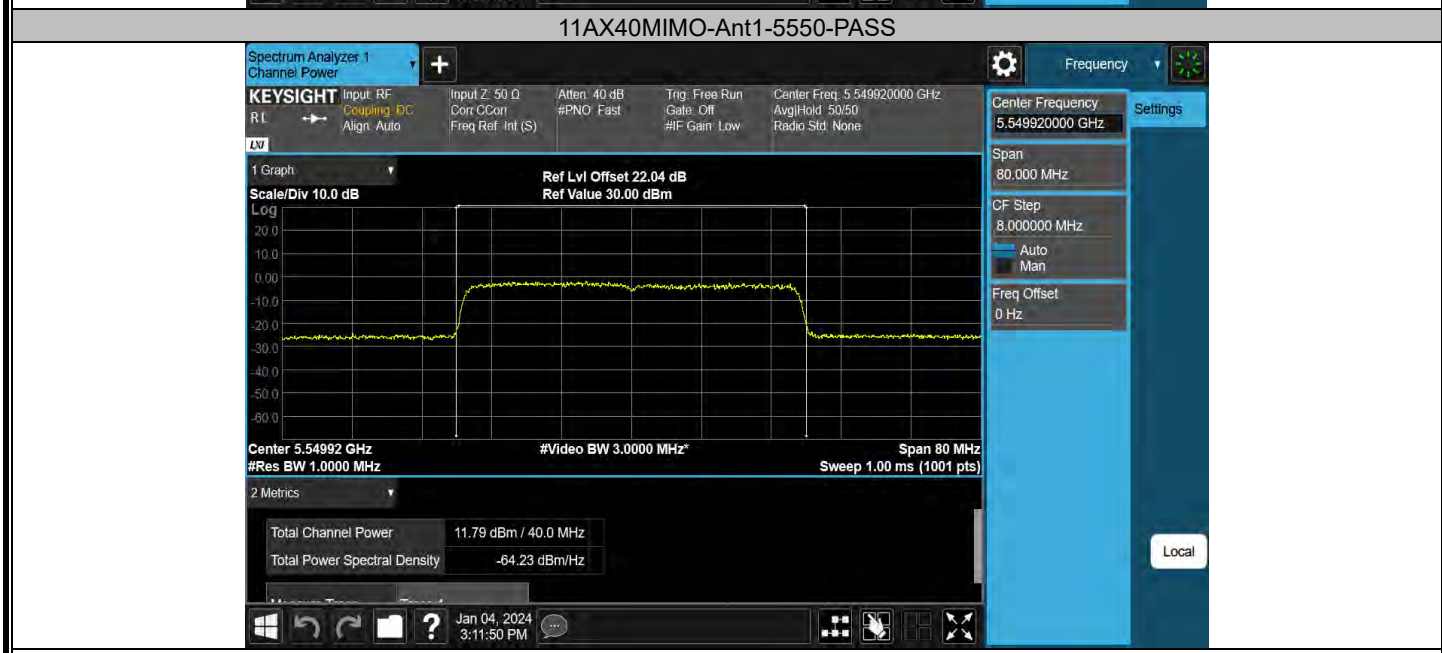 11AX40MIMO-Ant1-5550-PASS
Spectrum Analyzer 1
Channel Power
Frequency
KEYSIGHT
RL
LXI
Input: RF
Coupling: DC
Align: Auto
Input Z: 50 Ω
Corr CCorr
Freq Ref: Int (S)
Atten: 40 dB
#PNO: Fast
Trig: Free Run
Gate: Off
#IF Gain: Low
Center Freq: 5.549920000 GHz
Avg|Hold: 50/50
Radio Std: None
1 Graph
Ref Lvl Offset 22.04 dB
Scale/Div 10.0 dB
Ref Value 30.00 dBm
Log
20.0
10.0
0.00
-10.0
-20.0
-30.0
-40.0
-50.0
-60.0
Center 5.54992 GHz
#Video BW 3.0000 MHz*
Span 80 MHz
#Res BW 1.0000 MHz
Sweep 1.00 ms (1001 pts)
2 Metrics
Total Channel Power 11.79 dBm / 40.0 MHz
Total Power Spectral Density -64.23 dBm/Hz
Jan 04, 2024
3:11:50 PM
Center Frequency
5.549920000 GHz
Settings
Span
80.000 MHz
CF Step
8.000000 MHz
Auto
Man
Freq Offset
0 Hz
Local